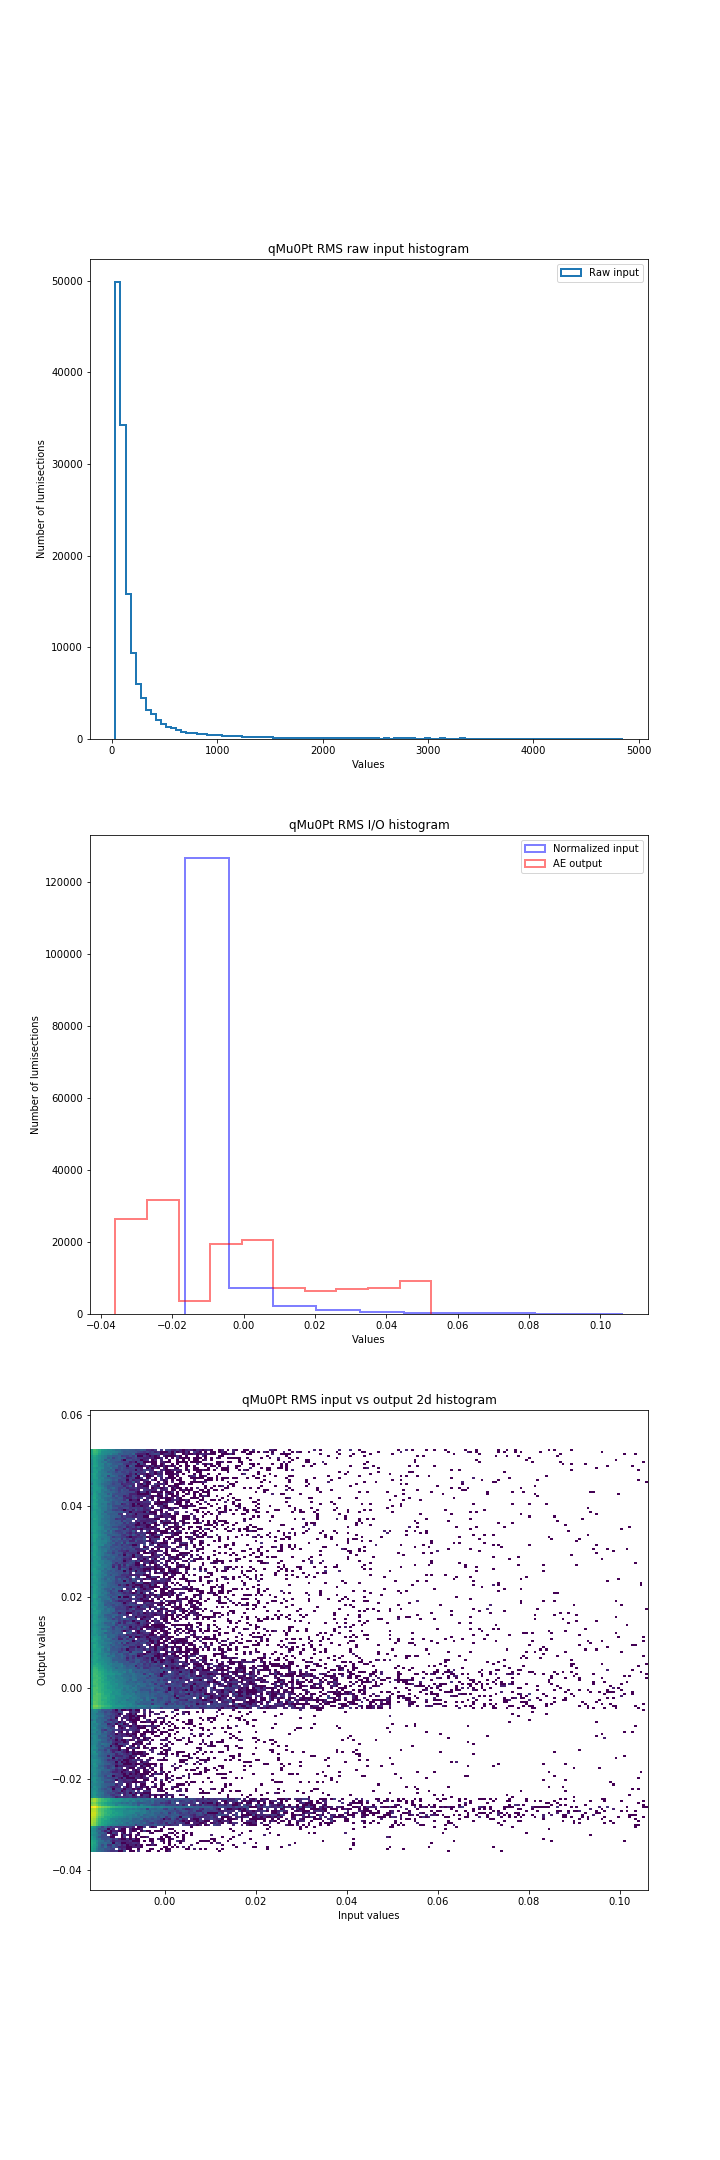 qMu0Pt RMS raw input histogram
Raw input
50000
40000
30000
20000
10000
0
Number of lumisections
0 1000 2000 3000 4000 5000
Values
qMu0Pt RMS I/O histogram
Normalized input
AE output
120000
100000
80000
60000
40000
20000
0
Number of lumisections
−0.04 −0.02 0.00 0.02 0.04 0.06 0.08 0.10
Values
qMu0Pt RMS input vs output 2d histogram
0.06
0.04
0.02
0.00
−0.02
−0.04
Output values
0.00 0.02 0.04 0.06 0.08 0.10
Input values